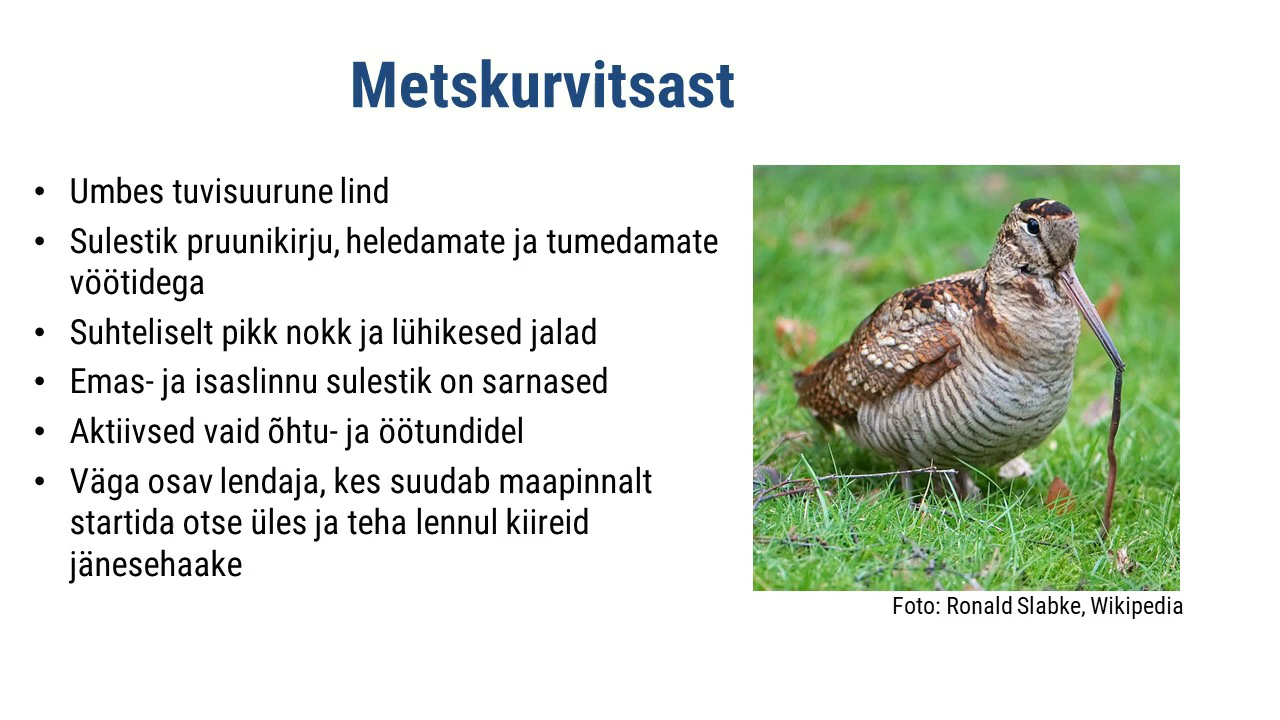 Metskurvitsast
• Umbes tuvisuurune lind
• Sulestik pruunikirju, heledamate ja tumedamate
vöötidega
• Suhteliselt pikk nokk ja lühikesed jalad
• Emas- ja isaslinnu sulestik on sarnased
• Aktiivsed vaid õhtu- ja öötundidel
• Väga osav lendaja, kes suudab maapinnalt
startida otse üles ja teha lennul kiireid
jänesehaake
Foto: Ronald Slabke, Wikipedia